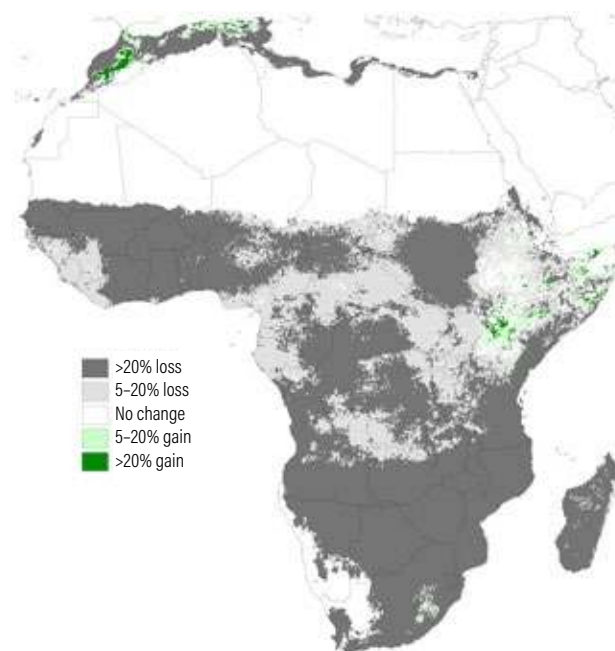 >20% loss
5–20% loss
No change
5–20% gain
>20% gain